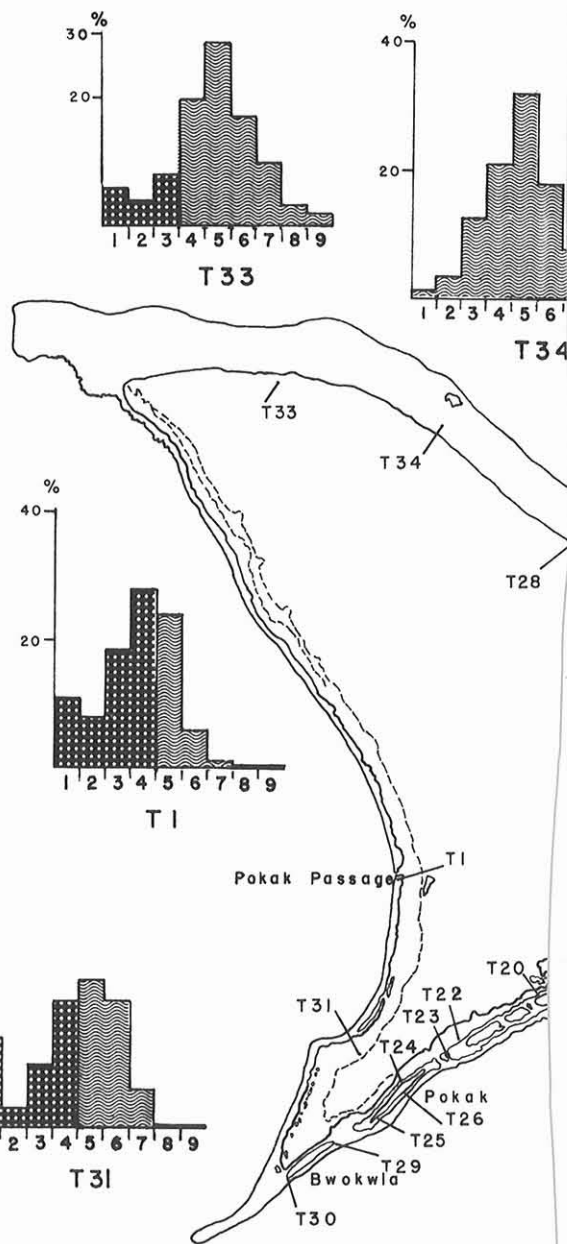 %
30
20
1 2 3 4 5 6 7 8 9
T33
%
40
20
1 2 3 4 5 6
T34
T33
T34
T28
%
40
20
1 2 3 4 5 6 7 8 9
T1
Pokak Passage
T1
T20
T22
T31
T23
T24
Pokak
T26
T25
T29
Bwokwla
T30
2 3 4 5 6 7 8 9
T31